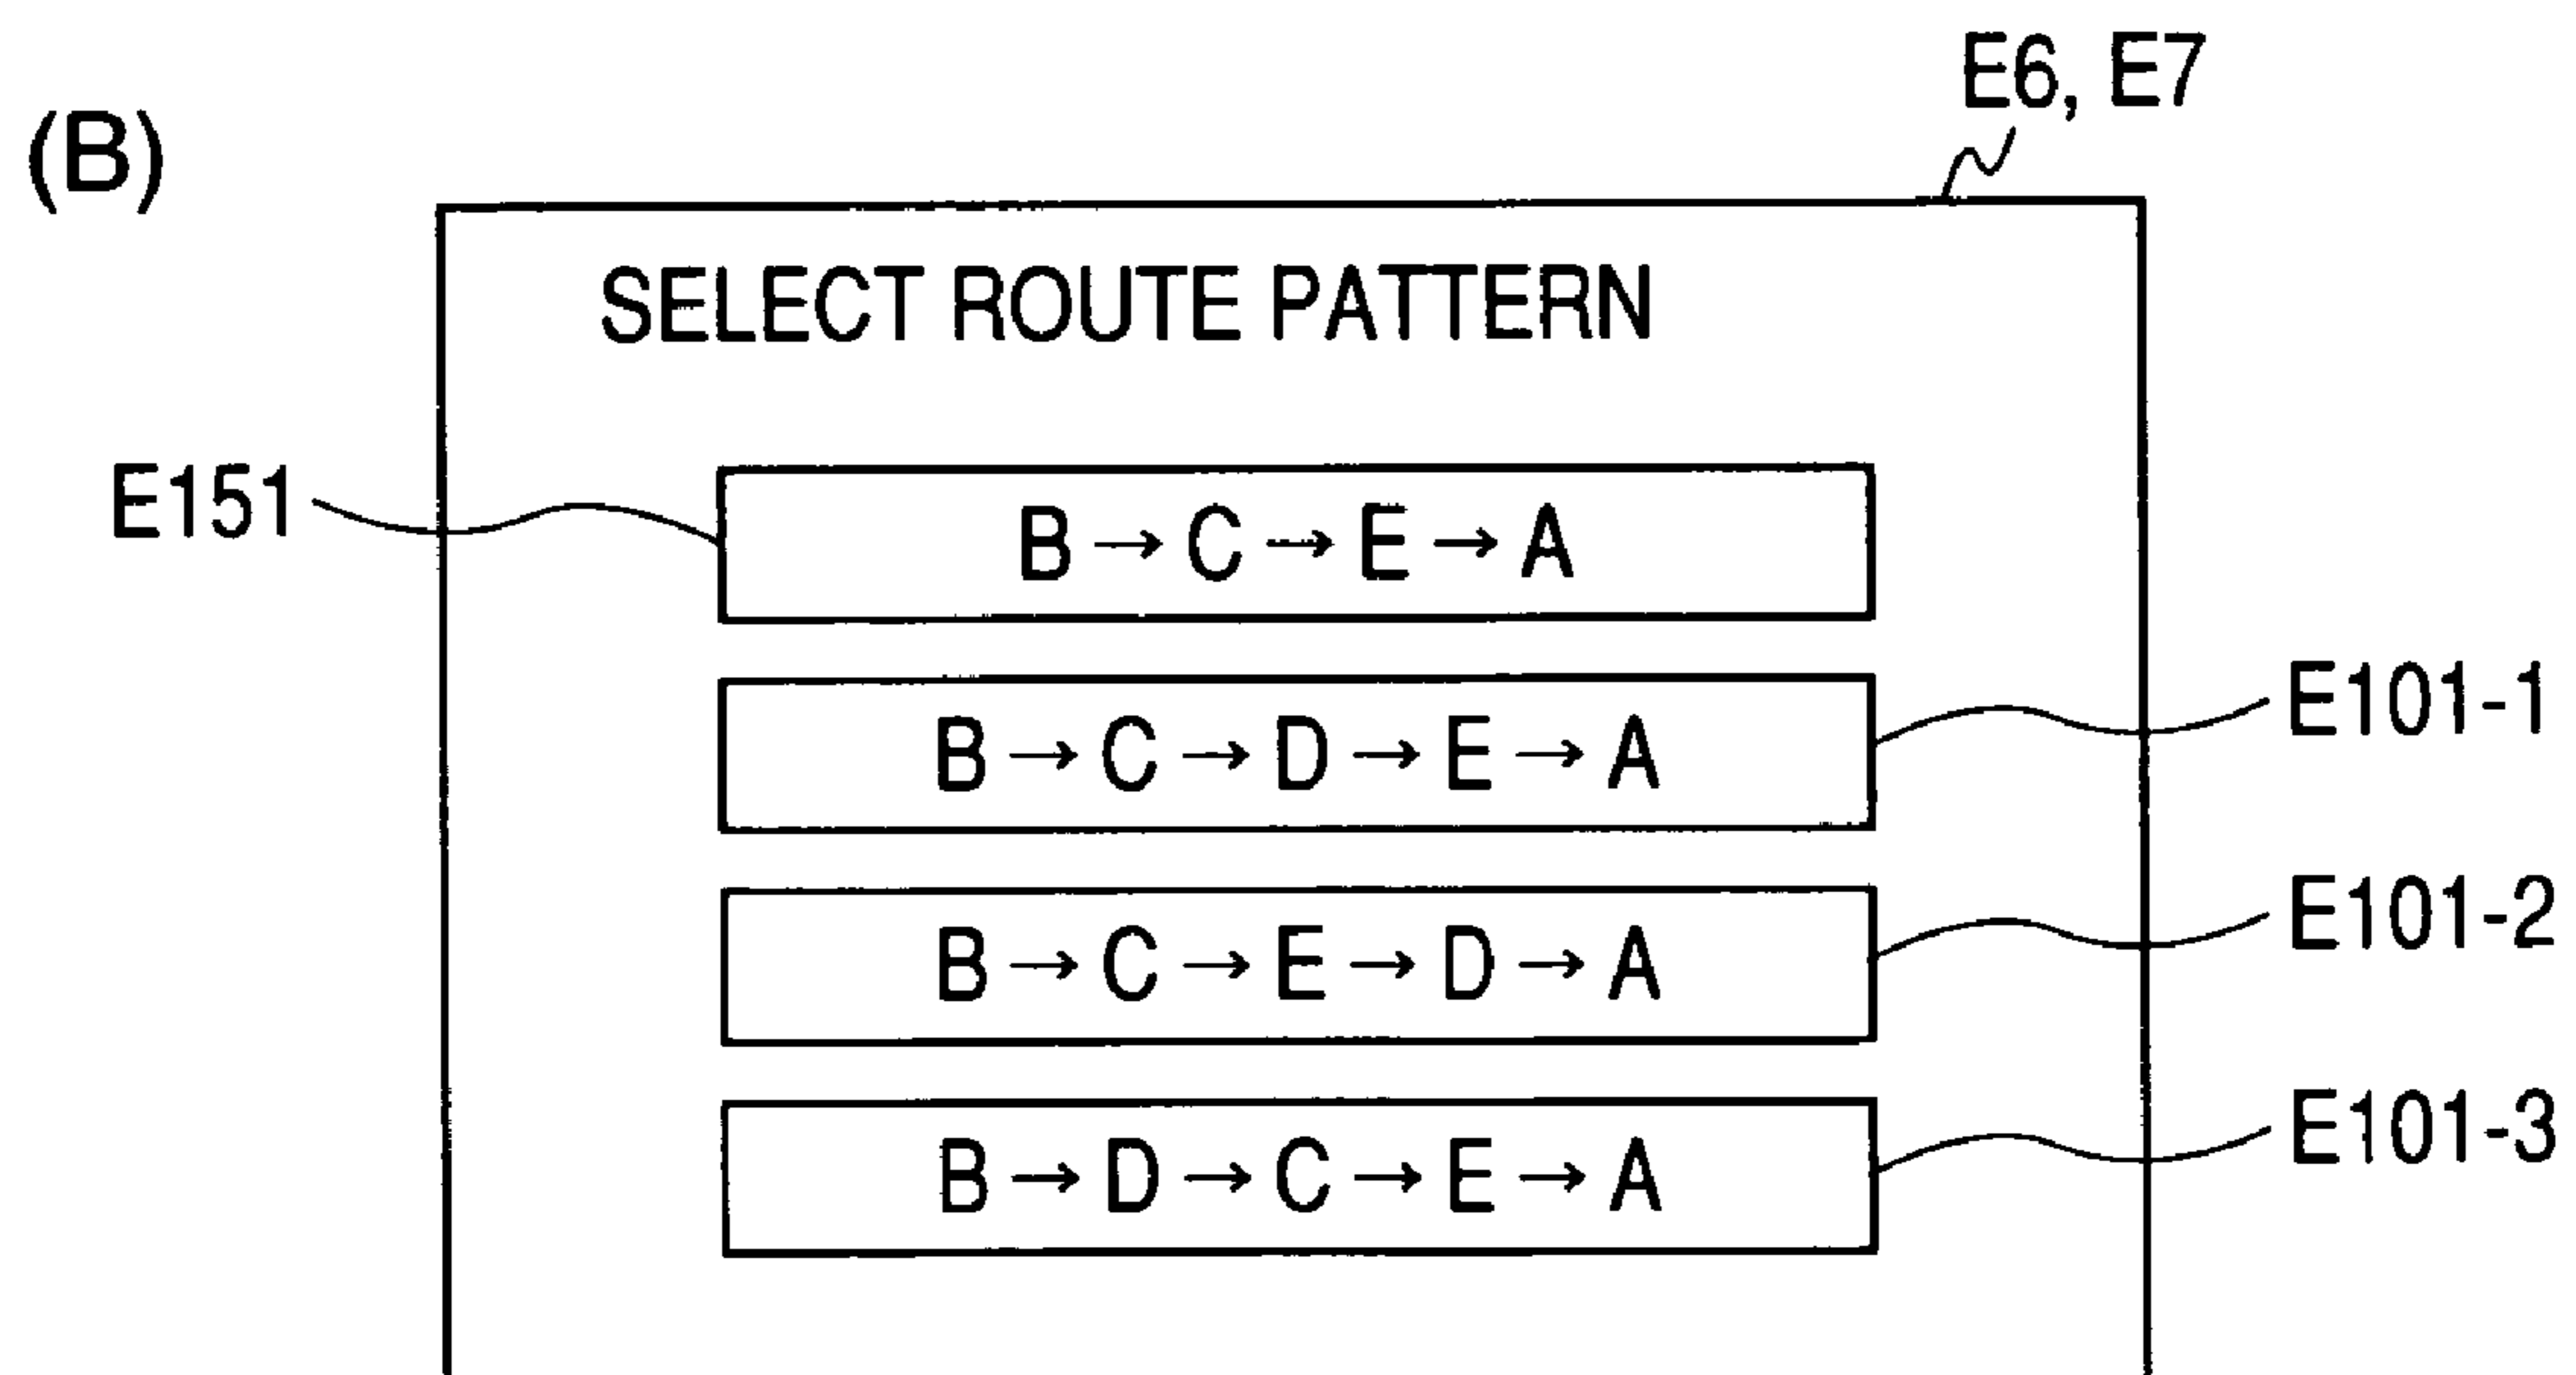 E6, E7
(B)
SELECT ROUTE PATTERN
E151
B → C → E → A
B → C → D → E → A
E101-1
B → C → E → D → A
E101-2
B → D → C → E → A
E101-3